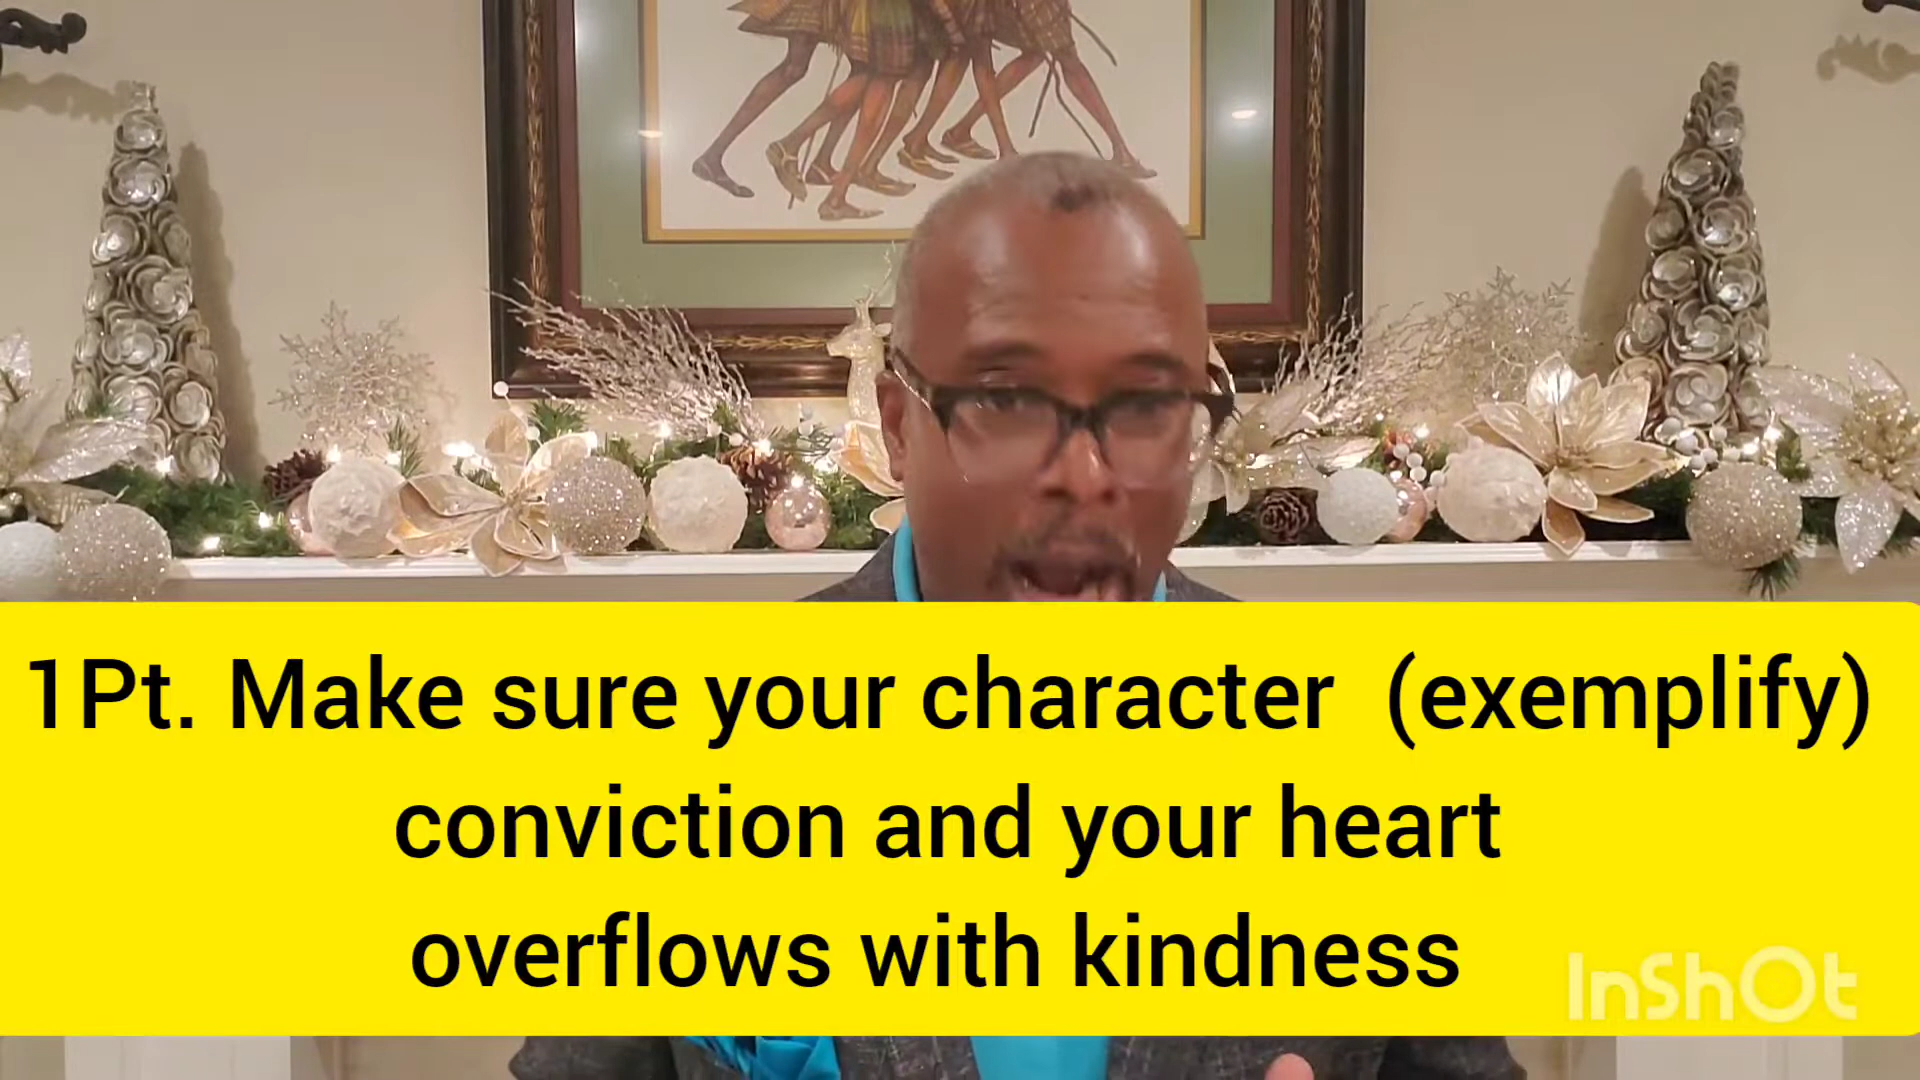 1Pt. Make sure your character (exemplify)
conviction and your heart
overflows with kindness
InShOt